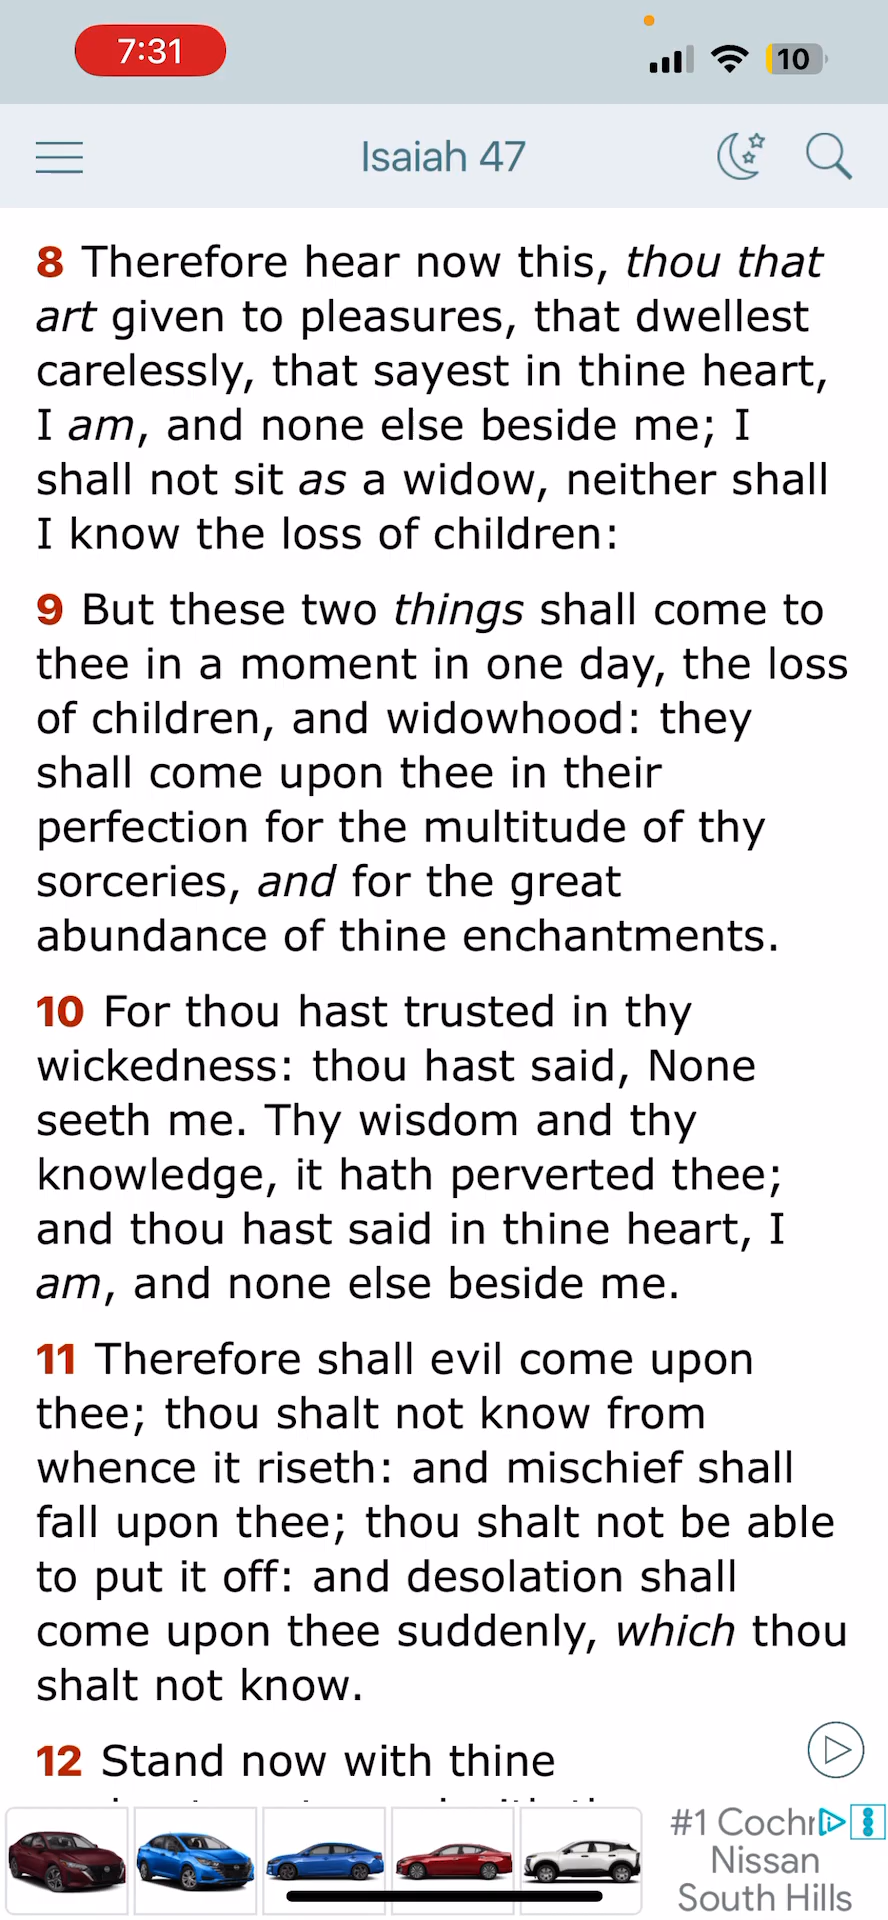 7:31
10
Isaiah 47
8 Therefore hear now this, thou that
art given to pleasures, that dwellest
carelessly, that sayest in thine heart,
I am, and none else beside me; I
shall not sit as a widow, neither shall
I know the loss of children:
9 But these two things shall come to
thee in a moment in one day, the loss
of children, and widowhood: they
shall come upon thee in their
perfection for the multitude of thy
sorceries, and for the great
abundance of thine enchantments.
10 For thou hast trusted in thy
wickedness: thou hast said, None
seeth me. Thy wisdom and thy
knowledge, it hath perverted thee;
and thou hast said in thine heart, I
am, and none else beside me.
11 Therefore shall evil come upon
thee; thou shalt not know from
whence it riseth: and mischief shall
fall upon thee; thou shalt not be able
to put it off: and desolation shall
come upon thee suddenly, which thou
shalt not know.
12 Stand now with thine
#1
Nissan
South Hills